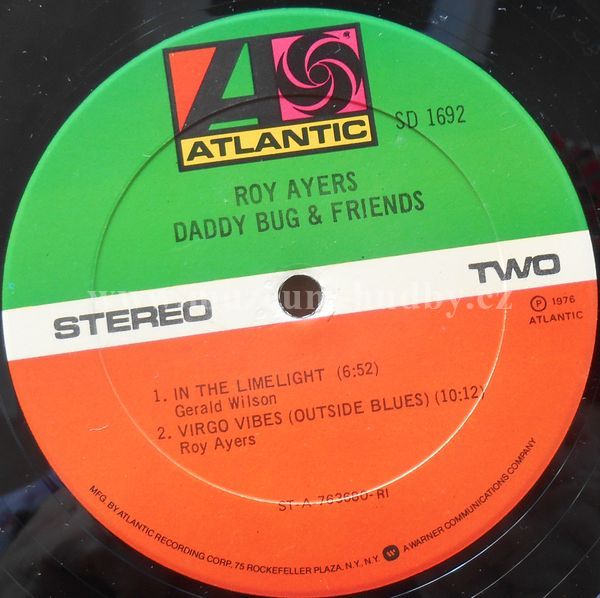 ATLANTIC
SD 1692
ROY AYERS
DADDY BUG & FRIENDS
STEREO
TWO
℗ 1976
ATLANTIC
1. IN THE LIMELIGHT (6:52)
Gerald Wilson
2. VIRGO VIBES (OUTSIDE BLUES) (10:12)
Roy Ayers
ST-A-763680-RI
MFG. BY ATLANTIC RECORDING CORP. 75 ROCKEFELLER PLAZA, N.Y., N.Y. A WARNER COMMUNICATIONS COMPANY